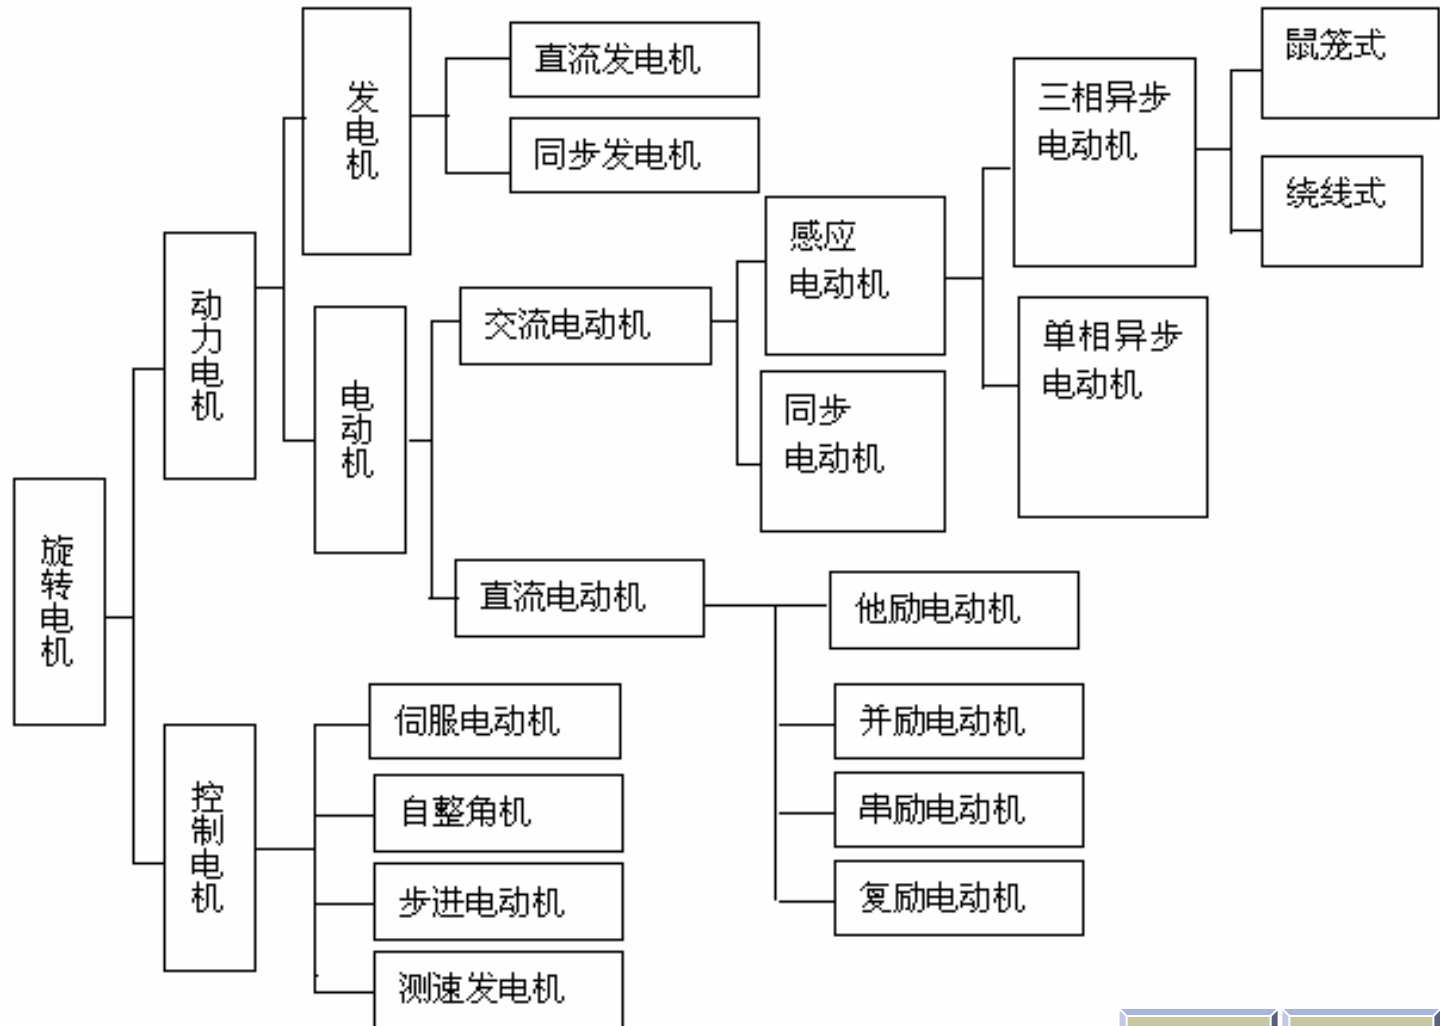 旋转电机
动力电机
发电机
直流发电机
同步发电机
电动机
交流电动机
感应
电动机
三相异步
电动机
鼠笼式
绕线式
单相异步
电动机
同步
电动机
直流电动机
他励电动机
并励电动机
串励电动机
复励电动机
控制电机
伺服电动机
自整角机
步进电动机
测速发电机